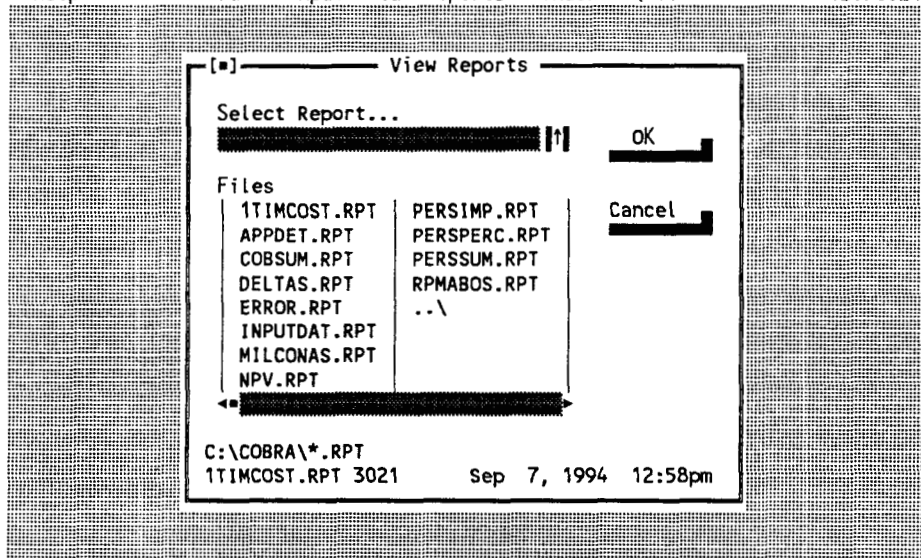 [■] View Reports
Select Report...
↑
OK
Files
1TIMCOST.RPT PERSIMP.RPT
APPDET.RPT PERSPERC.RPT
Cancel
COBSUM.RPT PERSSUM.RPT
DELTAS.RPT RPMABOS.RPT
ERROR.RPT ..\
INPUTDAT.RPT
MILCONAS.RPT
NPV.RPT
C:\COBRA\*.RPT
1TIMCOST.RPT 3021 Sep 7, 1994 12:58pm